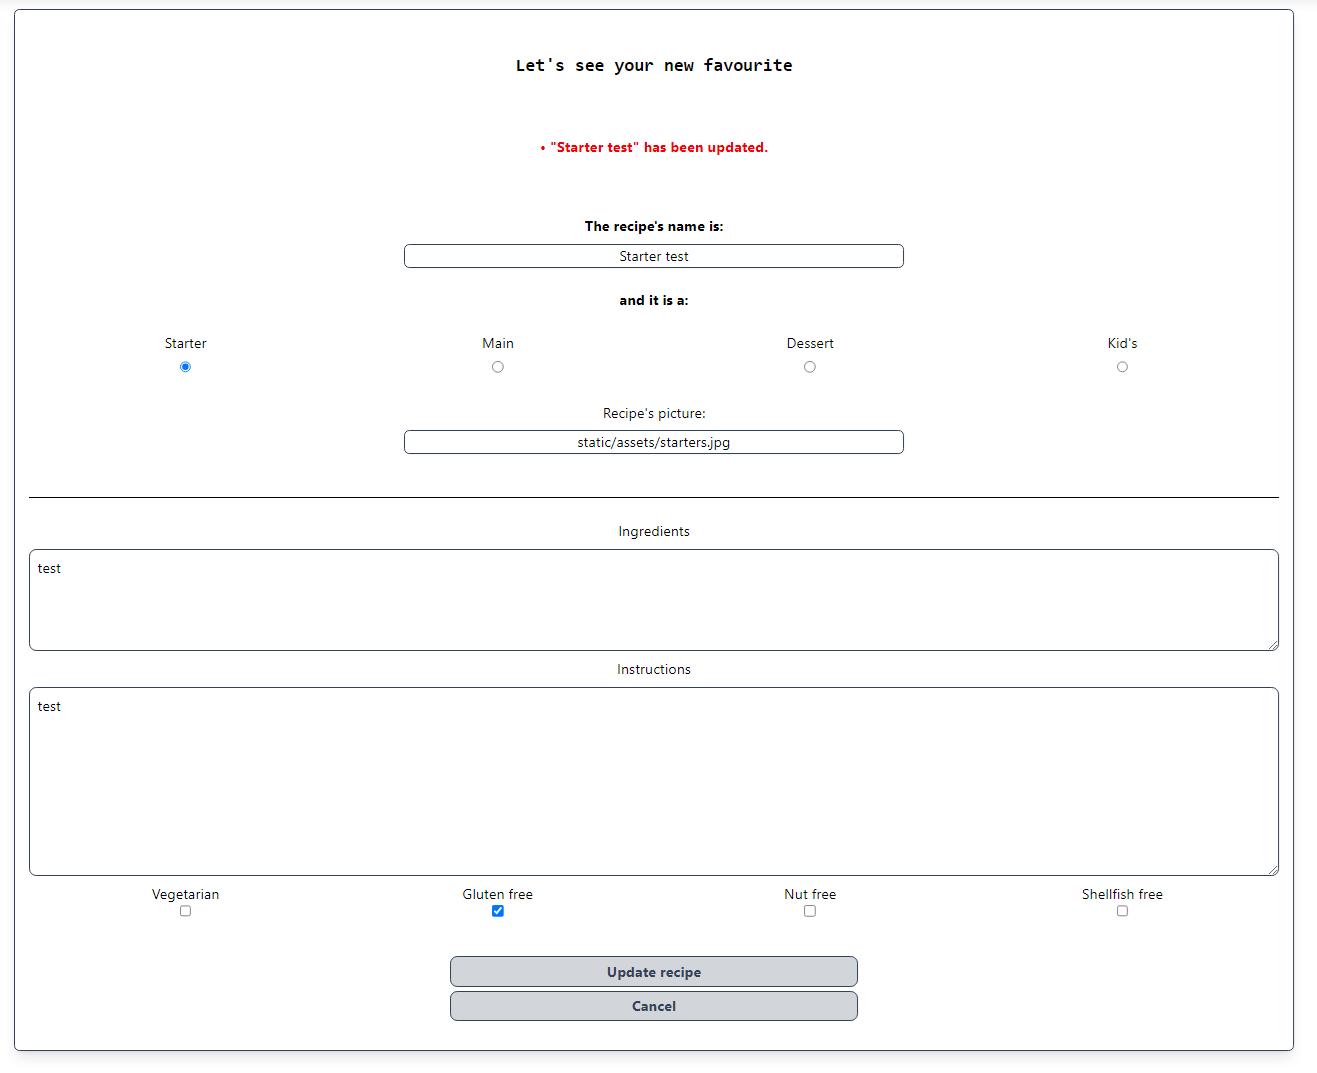 Let's see your new favourite
• "Starter test" has been updated.
The recipe's name is:
Starter test
and it is a:
Starter Main Dessert Kid's
Recipe's picture:
static/assets/starters.jpg
Ingredients
test
Instructions
test
Vegetarian Gluten free Nut free Shellfish free
Update recipe
Cancel